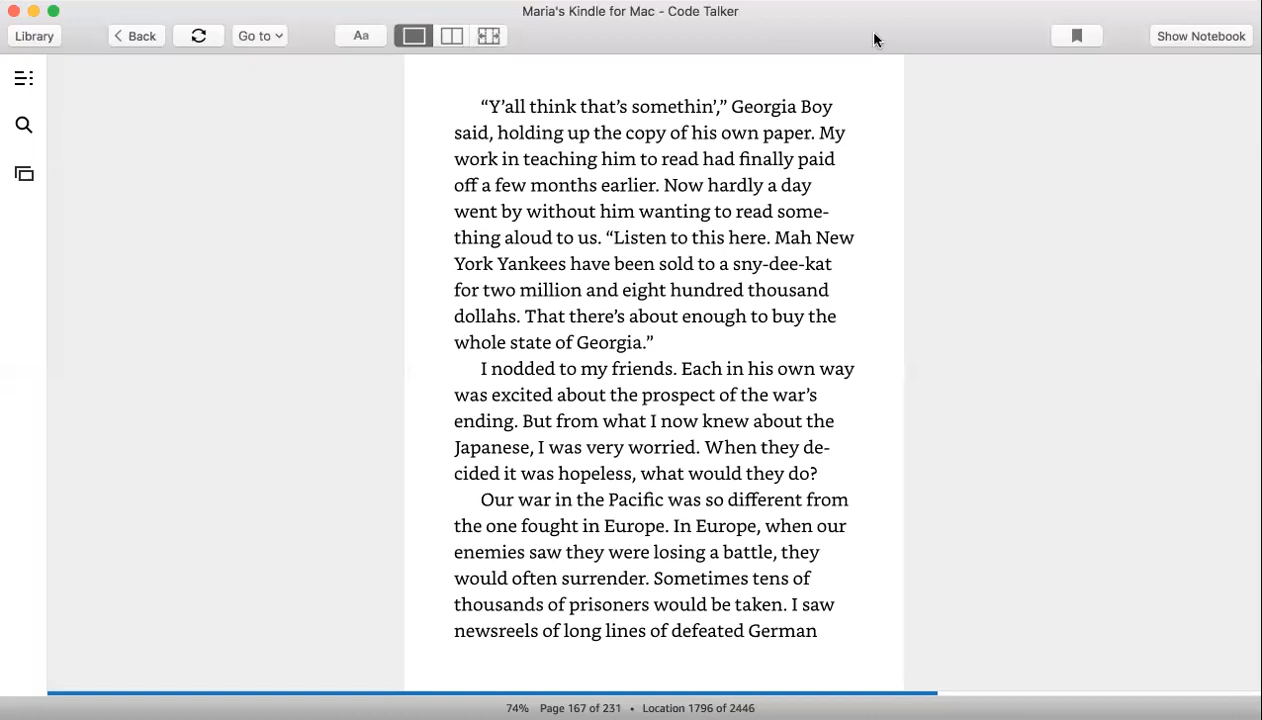 Maria's Kindle for Mac - Code Talker
Library
Back
Go to
Aa
Show Notebook
“Y’all think that’s somethin’,” Georgia Boy
said, holding up the copy of his own paper. My
work in teaching him to read had finally paid
off a few months earlier. Now hardly a day
went by without him wanting to read some-
thing aloud to us. “Listen to this here. Mah New
York Yankees have been sold to a sny-dee-kat
for two million and eight hundred thousand
dollahs. That there’s about enough to buy the
whole state of Georgia.”
I nodded to my friends. Each in his own way
was excited about the prospect of the war’s
ending. But from what I now knew about the
Japanese, I was very worried. When they de-
cided it was hopeless, what would they do?
Our war in the Pacific was so different from
the one fought in Europe. In Europe, when our
enemies saw they were losing a battle, they
would often surrender. Sometimes tens of
thousands of prisoners would be taken. I saw
newsreels of long lines of defeated German
74% Page 167 of 231 • Location 1796 of 2446